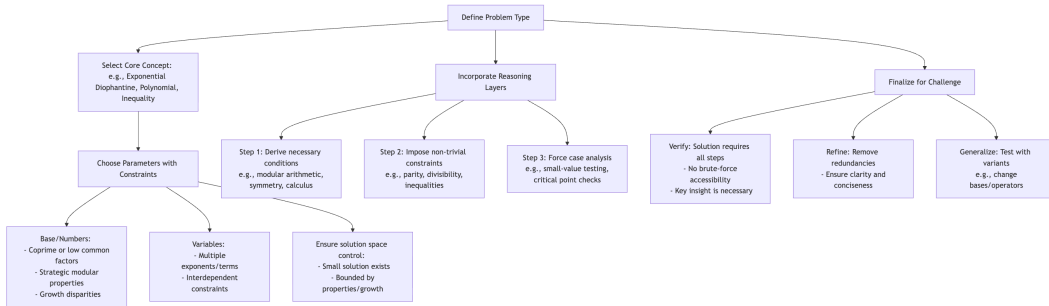 Define Problem Type
Select Core Concept:
e.g., Exponential
Diophantine, Polynomial,
Inequality
Incorporate Reasoning
Layers
Finalize for Challenge
Choose Parameters with
Constraints
Step 1: Derive necessary
conditions
e.g., modular arithmetic,
symmetry, calculus
Step 2: Impose non-trivial
constraints
e.g., parity, divisibility,
inequalities
Step 3: Force case analysis
e.g., small-value testing,
critical point checks
Verify: Solution requires
all steps
- No brute-force
accessibility
- Key insight is necessary
Refine: Remove
redundancies
- Ensure clarity and
conciseness
Generalize: Test with
variants
e.g., change
bases/operators
Base/Numbers:
- Coprime or low common
factors
- Strategic modular
properties
- Growth disparities
Variables:
- Multiple
exponents/terms
- Interdependent
constraints
Ensure solution space
control:
- Small solution exists
- Bounded by
properties/growth